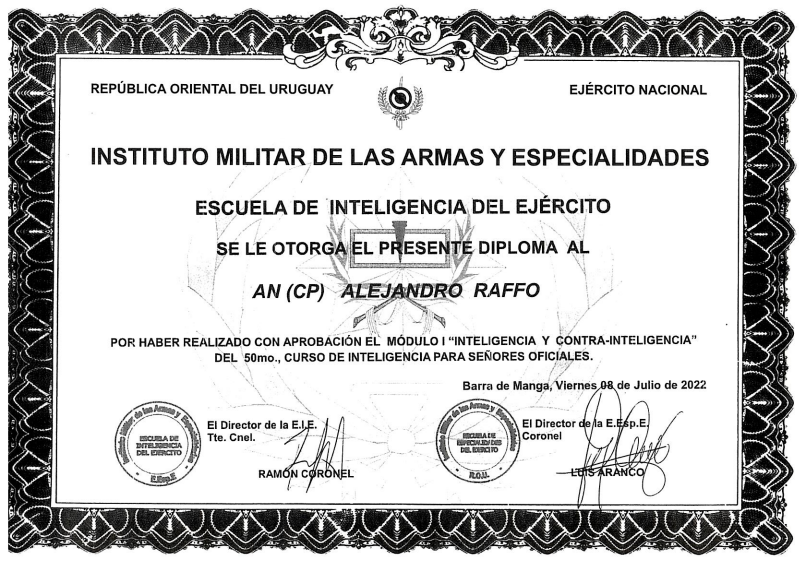 REPÚBLICA ORIENTAL DEL URUGUAY
EJÉRCITO NACIONAL
INSTITUTO MILITAR DE LAS ARMAS Y ESPECIALIDADES
ESCUELA DE INTELIGENCIA DEL EJÉRCITO
SE LE OTORGA EL PRESENTE DIPLOMA AL
AN (CP) ALEJANDRO RAFFO
POR HABER REALIZADO CON APROBACIÓN EL MÓDULO I “INTELIGENCIA Y CONTRA-INTELIGENCIA”
DEL 50mo., CURSO DE INTELIGENCIA PARA SEÑORES OFICIALES.
Barra de Manga, Viernes 08 de Julio de 2022
Instituto Militar de las Armas y Especialidades
ESCUELA DE
INTELIGENCIA
DEL EJERCITO
E.Esp.E
El Director de la E.I.E.
Tte. Cnel.
RAMÓN CORONEL
Instituto Militar de las Armas y Especialidades
ESCUELA DE
ESPECIALIDADES
DEL EJERCITO
R.O.U.
El Director de la E.Esp.E.
Coronel
LUIS ARANCO